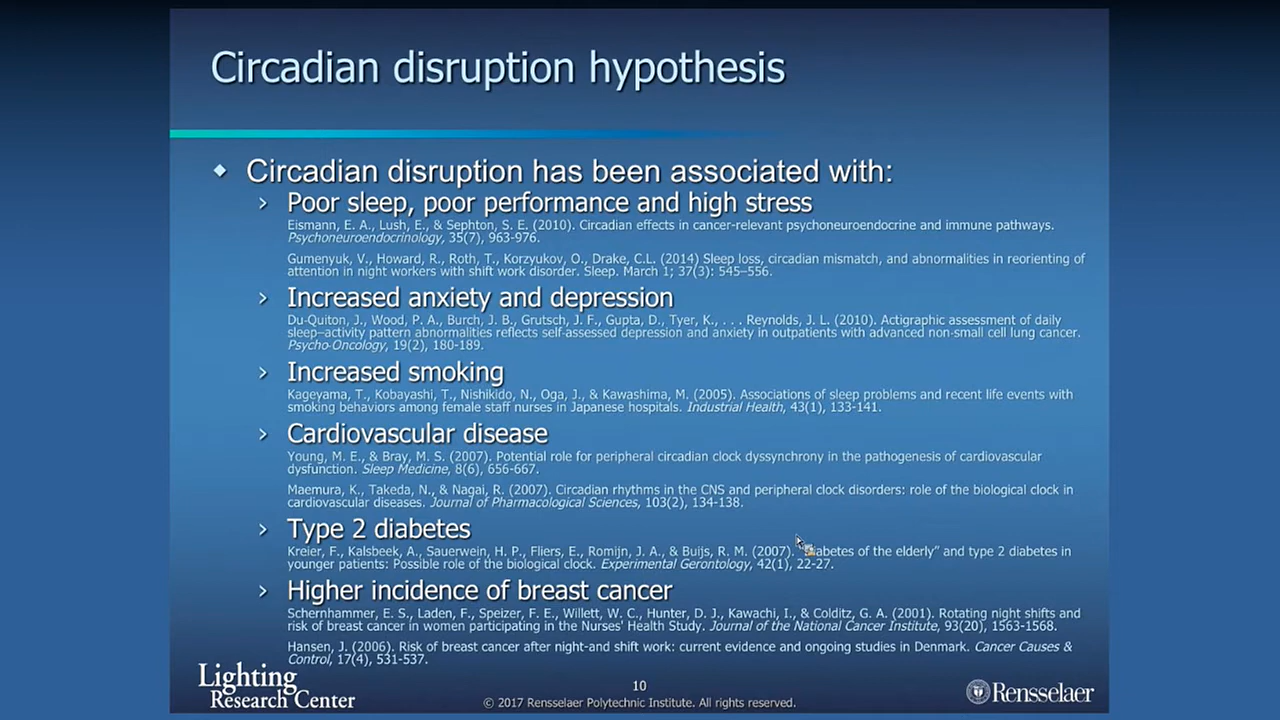 Circadian disruption hypothesis
◆ Circadian disruption has been associated with:
› Poor sleep, poor performance and high stress
Eismann, E. A., Lush, E., & Sephton, S. E. (2010). Circadian effects in cancer-relevant psychoneuroendocrine and immune pathways.
Psychoneuroendocrinology, 35(7), 963-976.
Gumenyuk, V., Howard, R., Roth, T., Korzyukov, O., Drake, C.L. (2014) Sleep loss, circadian mismatch, and abnormalities in reorienting of
attention in night workers with shift work disorder. Sleep. March 1; 37(3): 545–556.
› Increased anxiety and depression
Du-Quiton, J., Wood, P. A., Burch, J. B., Grutsch, J. F., Gupta, D., Tyer, K., . . . Reynolds, J. L. (2010). Actigraphic assessment of daily
sleep–activity pattern abnormalities reflects self-assessed depression and anxiety in outpatients with advanced non-small cell lung cancer.
Psycho-Oncology, 19(2), 180-189.
› Increased smoking
Kageyama, T., Kobayashi, T., Nishikido, N., Oga, J., & Kawashima, M. (2005). Associations of sleep problems and recent life events with
smoking behaviors among female staff nurses in Japanese hospitals. Industrial Health, 43(1), 133-141.
› Cardiovascular disease
Young, M. E., & Bray, M. S. (2007). Potential role for peripheral circadian clock dyssynchrony in the pathogenesis of cardiovascular
dysfunction. Sleep Medicine, 8(6), 656-667.
Maemura, K., Takeda, N., & Nagai, R. (2007). Circadian rhythms in the CNS and peripheral clock disorders: role of the biological clock in
cardiovascular diseases. Journal of Pharmacological Sciences, 103(2), 134-138.
› Type 2 diabetes
Kreier, F., Kalsbeek, A., Sauerwein, H. P., Fliers, E., Romijn, J. A., & Buijs, R. M. (2007). of the elderly” and type 2 diabetes in
younger patients: Possible role of the biological clock. Experimental Gerontology, 42(1), 22-27.
› Higher incidence of breast cancer
Schernhammer, E. S., Laden, F., Speizer, F. E., Willett, W. C., Hunter, D. J., Kawachi, I., & Colditz, G. A. (2001). Rotating night shifts and
risk of breast cancer in women participating in the Nurses' Health Study. Journal of the National Cancer Institute, 93(20), 1563-1568.
Hansen, J. (2006). Risk of breast cancer after night-and shift work: current evidence and ongoing studies in Denmark. Cancer Causes &
Control, 17(4), 531-537.
Lighting
Research Center
10
© 2017 Rensselaer Polytechnic Institute. All rights reserved.
Rensselaer